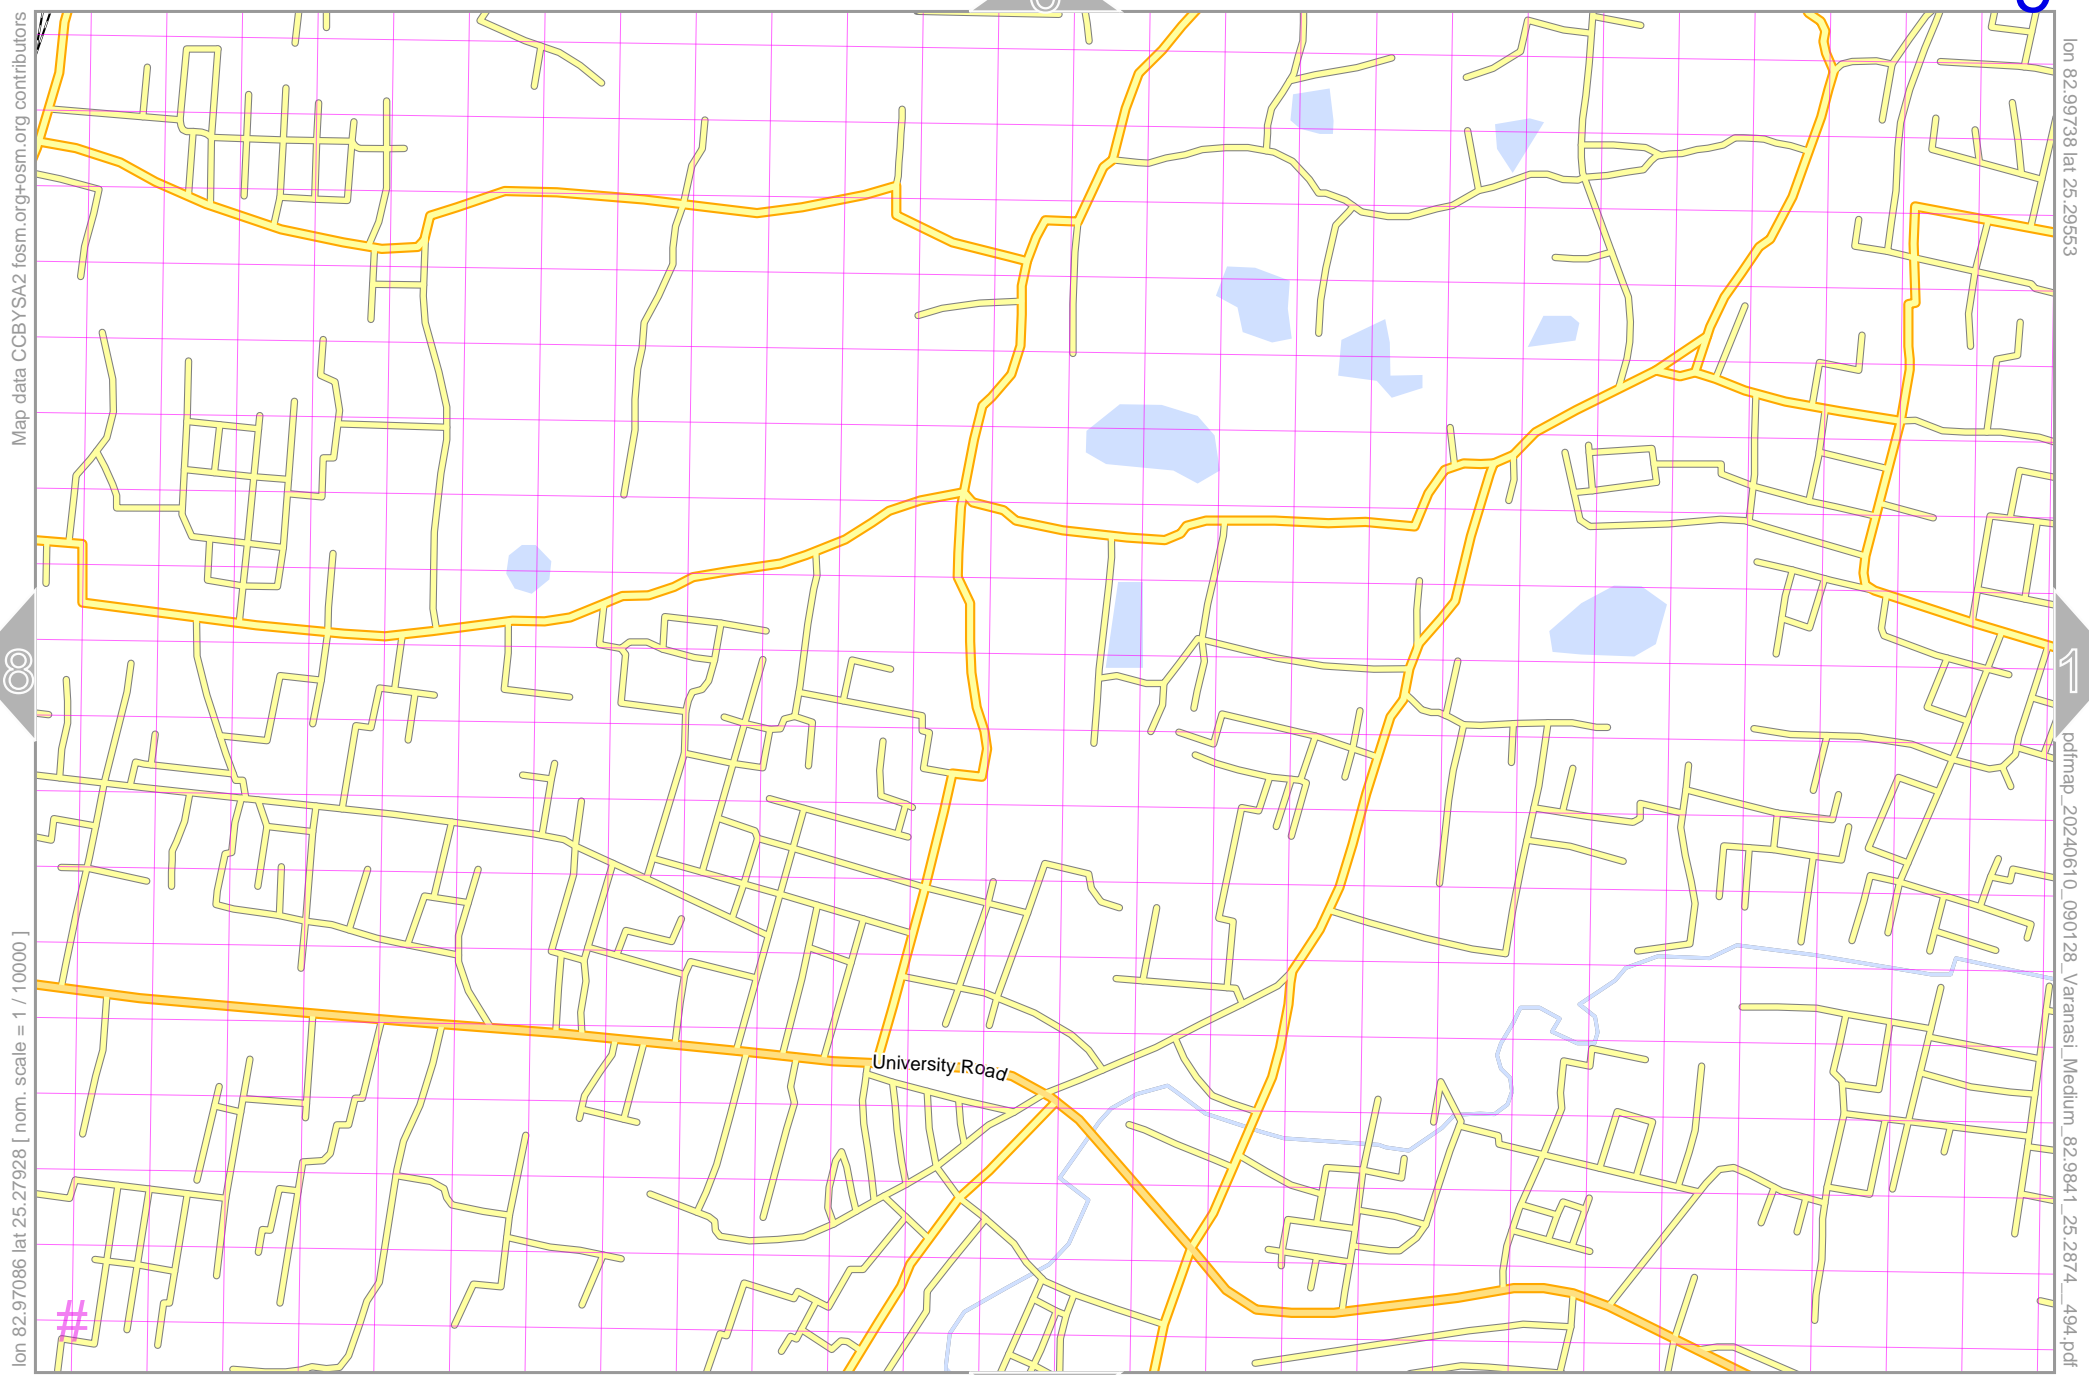 Map data CCBYSA2 fosm.org+osm.org contributors
lon 82.97086 lat 25.27928 [ nom. scale = 1 / 10000 ]
lon 82.99738 lat 25.29553
pdfmap_20240610_090128_Varanasi_Medium_82.9841_25.2874__494.pdf
8
1
University Road
#